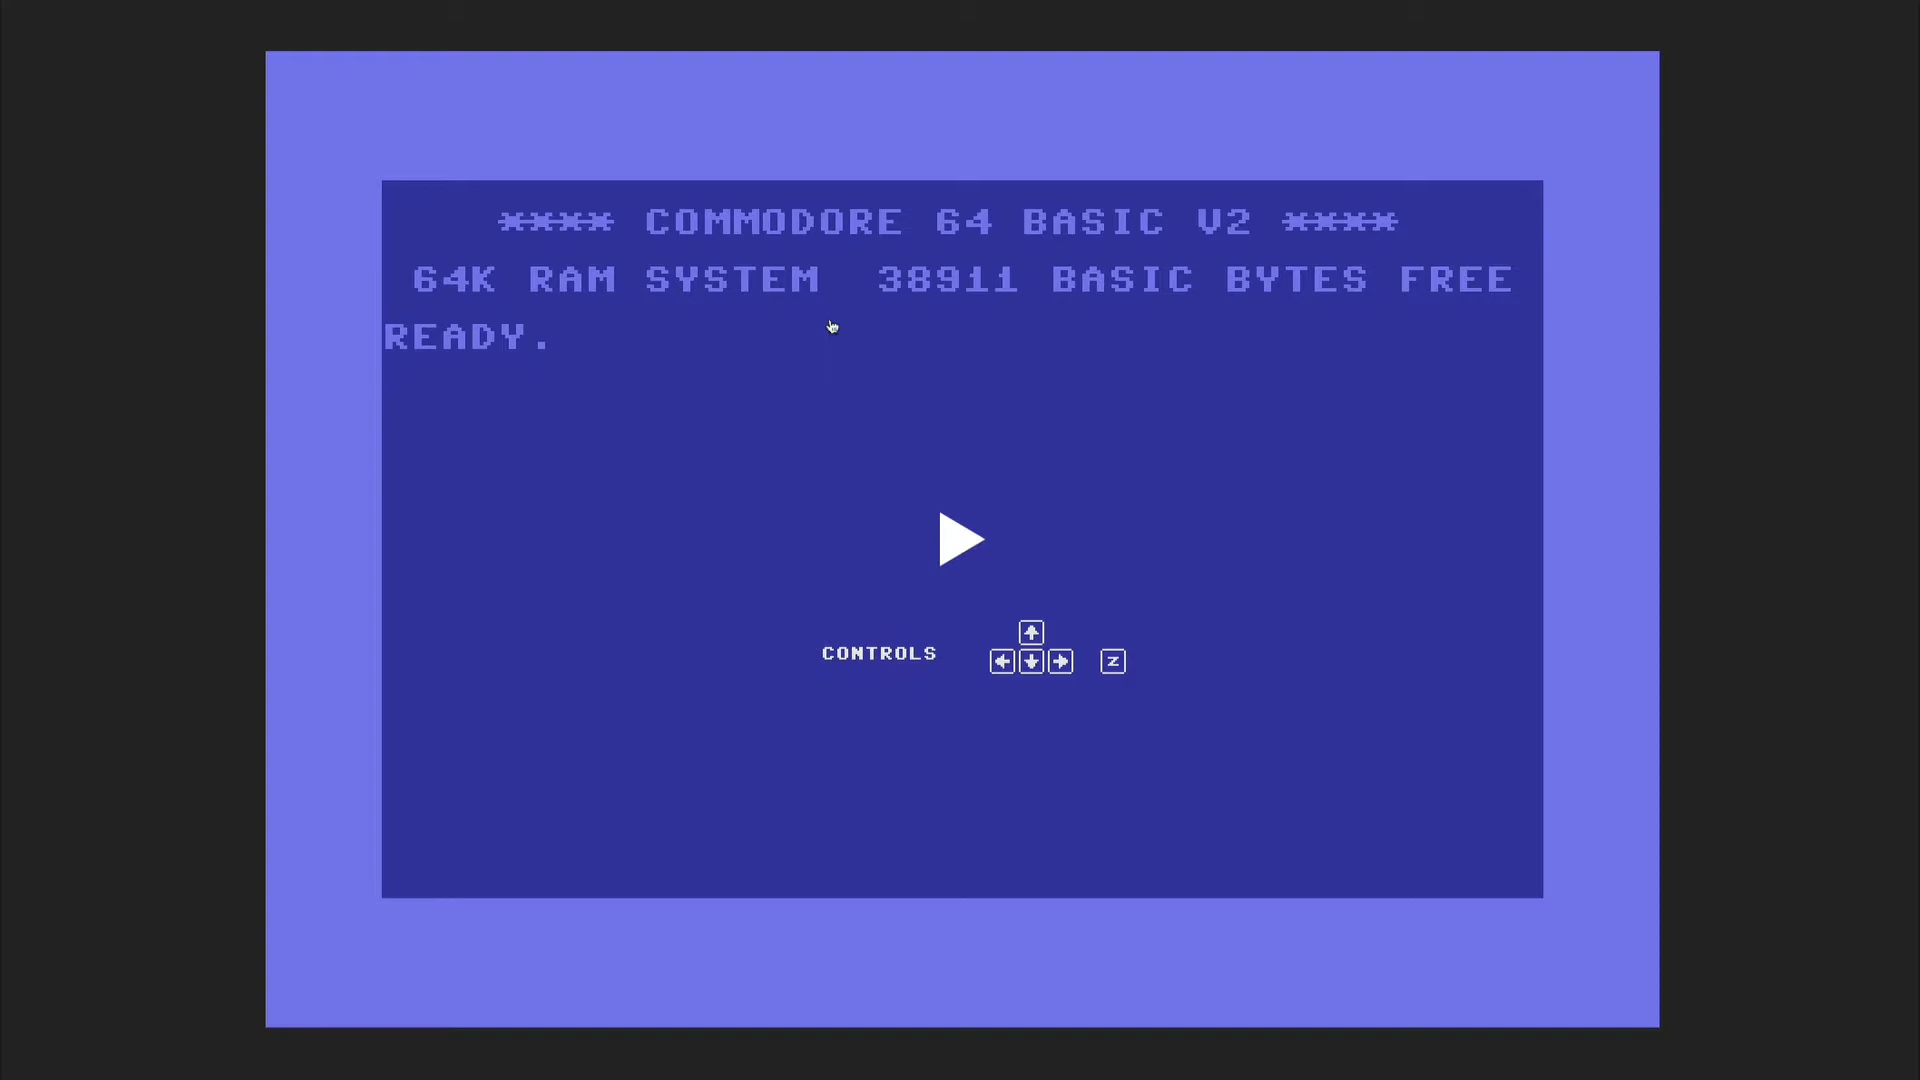 **** COMMODORE 64 BASIC V2 ****
64K RAM SYSTEM  38911 BASIC BYTES FREE
READY.
CONTROLS
Z